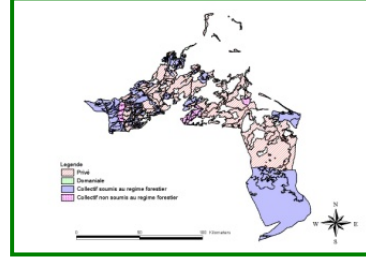 Legende
Privé
Domaniale
Collectif soumis au regime forestier
Collectif non soumis au regime forestier
N
W E
S